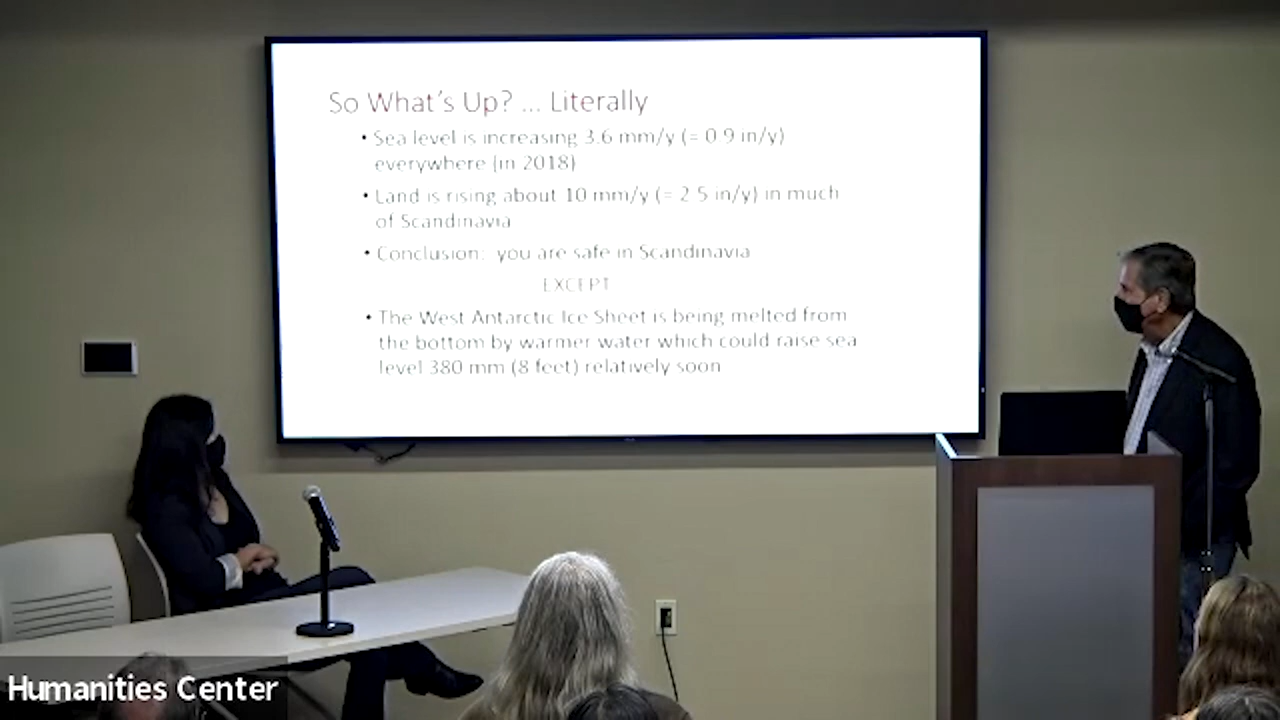 So What's Up? ... Literally
• Sea level is increasing 3.6 mm/y (= 0.9 in/y)
everywhere (in 2018)
• Land is rising about 10 mm/y (= 2.5 in/y) in much
of Scandinavia
• Conclusion: you are safe in Scandinavia
EXCEPT
• The West Antarctic Ice Sheet is being melted from
the bottom by warmer water which could raise sea
level 380 mm (8 feet) relatively soon
Humanities Center